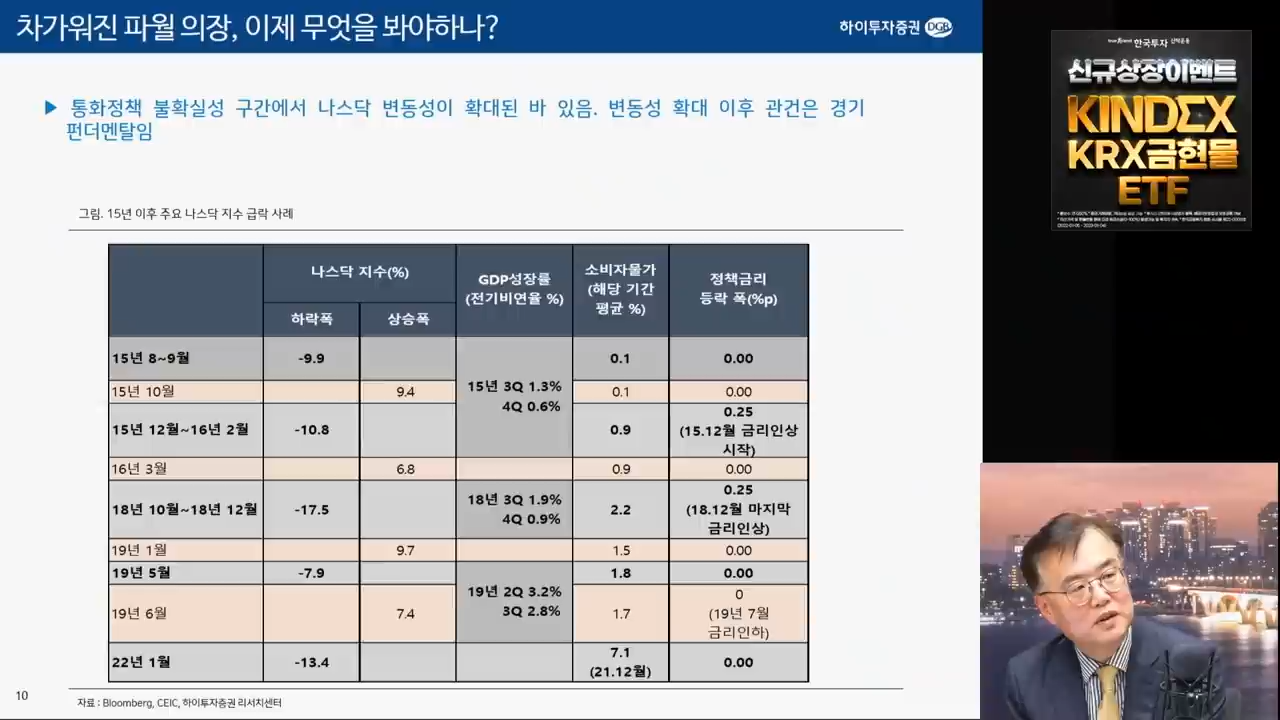 차가워진 파월 의장, 이제 무엇을 봐야하나?
하이투자증권 DGB
▶ 통화정책 불확실성 구간에서 나스닥 변동성이 확대된 바 있음. 변동성 확대 이후 관건은 경기
펀더멘탈임
그림. 15년 이후 주요 나스닥 지수 급락 사례
나스닥 지수(%)
하락폭 상승폭
GDP성장률
(전기비연율 %)
소비자물가
(해당 기간
평균 %)
정책금리
등락 폭(%p)
15년 8~9월 -9.9 0.1 0.00
15년 3Q 1.3%
4Q 0.6%
15년 10월 9.4 0.1 0.00
15년 12월~16년 2월 -10.8 0.9
0.25
(15.12월 금리인상
시작)
16년 3월 6.8 0.9 0.00
18년 10월~18년 12월 -17.5
18년 3Q 1.9%
4Q 0.9%
2.2
0.25
(18.12월 마지막
금리인상)
19년 1월 9.7 1.5 0.00
19년 5월 -7.9 1.8 0.00
19년 2Q 3.2%
3Q 2.8%
19년 6월 7.4 1.7
0
(19년 7월
금리인하)
22년 1월 -13.4
7.1
(21.12월)
0.00
10
자료 : Bloomberg, CEIC, 하이투자증권 리서치센터
한국투자 신탁운용
신규상장이벤트
KINDEX
KRX금현물
ETF